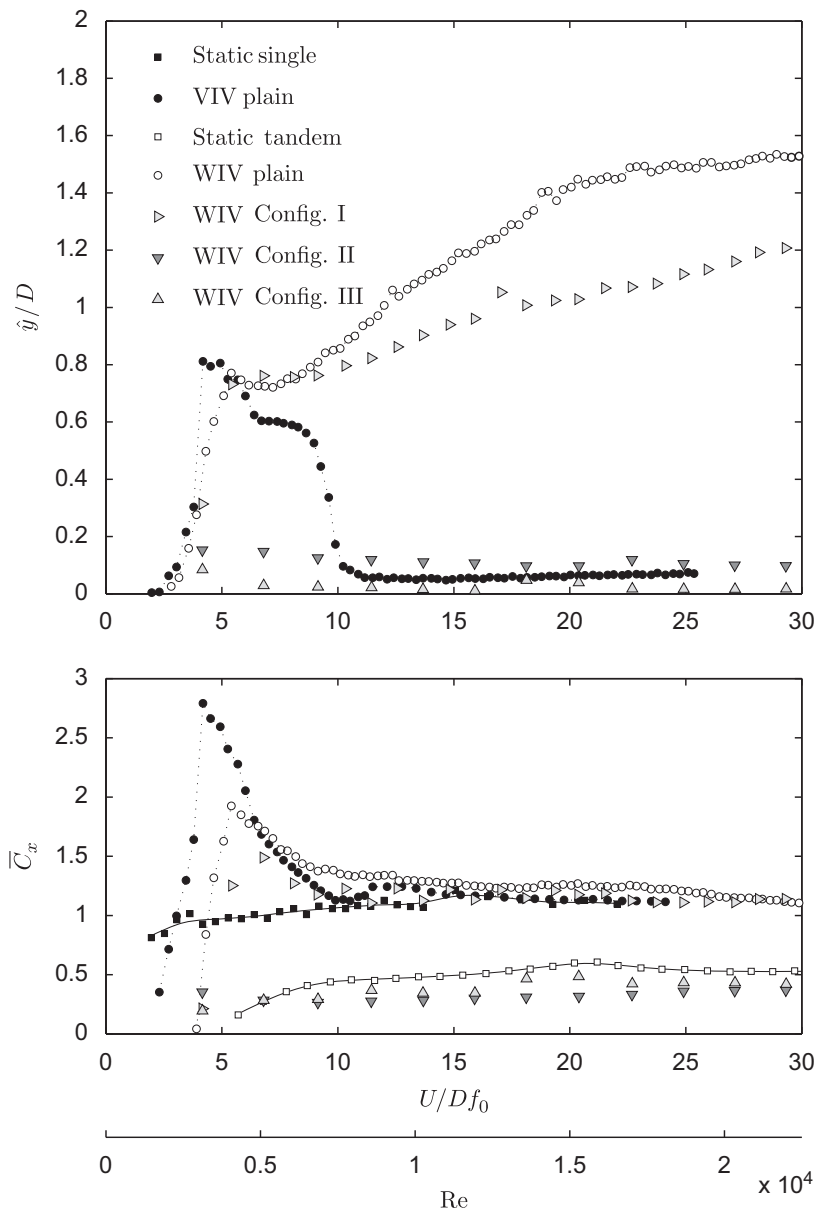 2
1.8
1.6
1.4
1.2
1
0.8
0.6
0.4
0.2
0
ŷ/D
Static single
VIV plain
Static tandem
WIV plain
WIV Config. I
WIV Config. II
WIV Config. III
0 5 10 15 20 25 30
3
2.5
2
1.5
1
0.5
0
C̅ₓ
0 5 10 15 20 25 30
U/Df₀
0 0.5 1 1.5 2
x 10⁴
Re